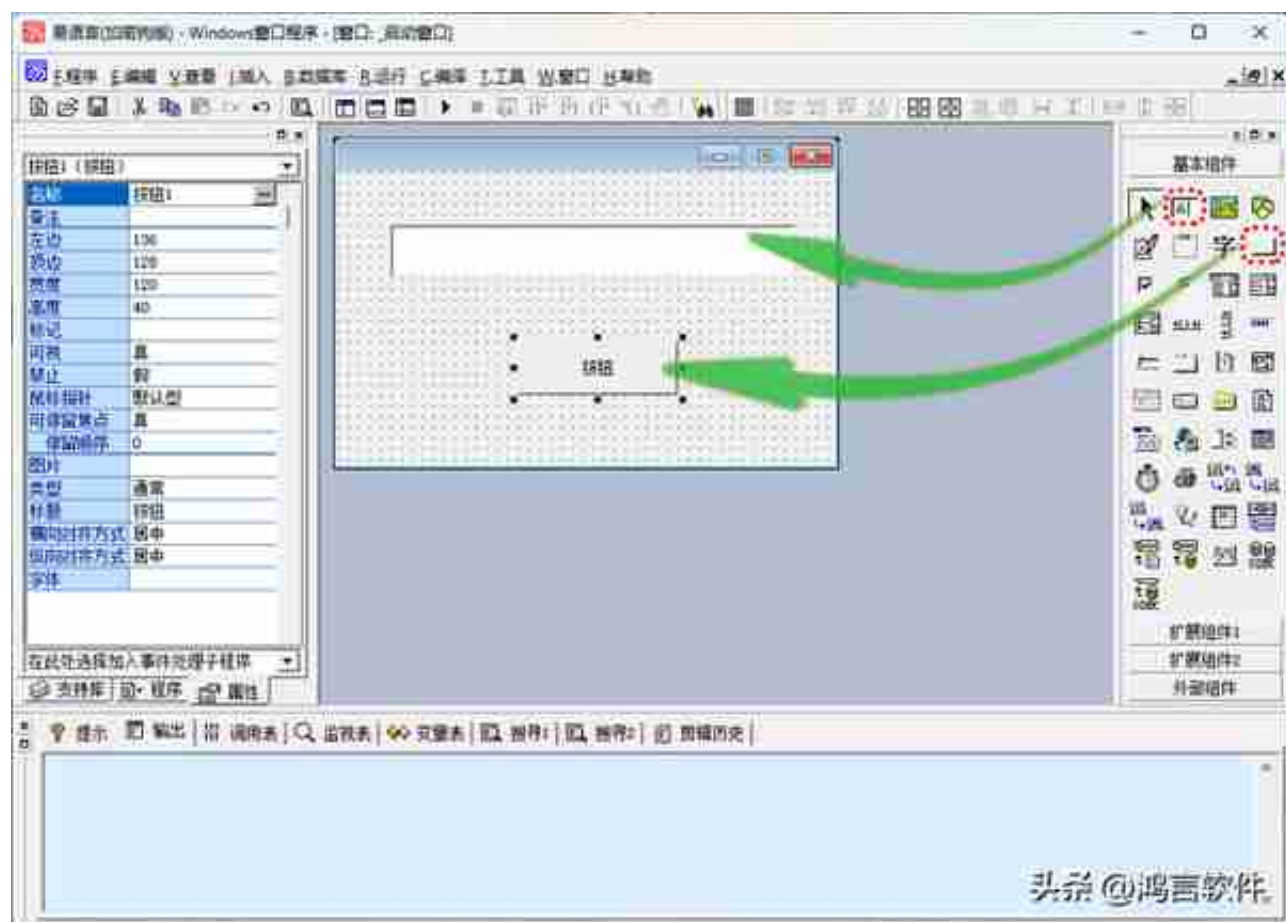 易语言(加密狗版) - Windows窗口程序 - [窗口: _启动窗口]
F.程序 E.编辑 V.查看 I.插入 B.数据库 R.运行 C.编译 T.工具 W.窗口 H.帮助
按钮1（按钮）
基本组件
名称 按钮1
备注
左边
顶边 128
宽度 120
高度 40
标记
可视 真
禁止 假
鼠标指针 默认型
可停留焦点 真
停留顺序 0
图片
类型 通常
标题 按钮
横向对齐方式 居中
纵向对齐方式 居中
字体
按钮
字
在此处选择加入事件处理子程序
支持库 程序 属性
扩展组件1
扩展组件2
外部组件
提示 输出 调用表 监视表 变量表 搜寻1 搜寻2 剪辑历史
头条 @鸿言软件